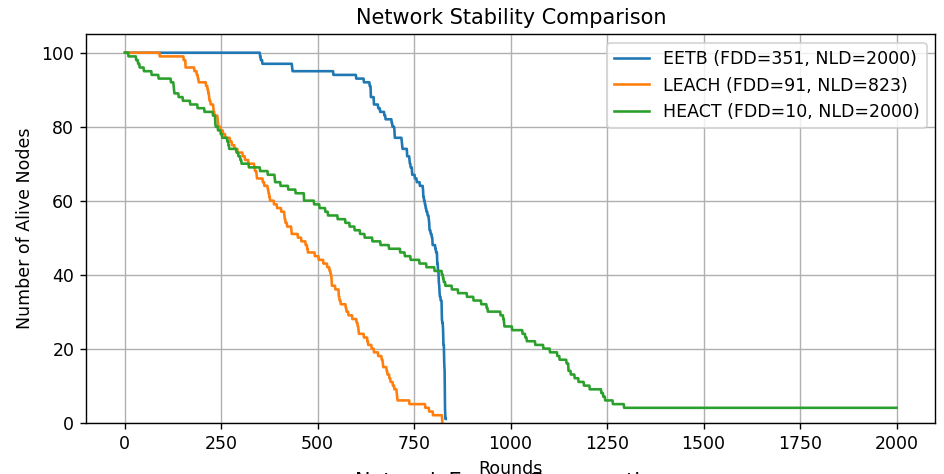 Network Stability Comparison
Number of Alive Nodes
100
80
60
40
20
0
EETB (FDD=351, NLD=2000)
LEACH (FDD=91, NLD=823)
HEACT (FDD=10, NLD=2000)
0 250 500 750 1000 1250 1500 1750 2000
Rounds